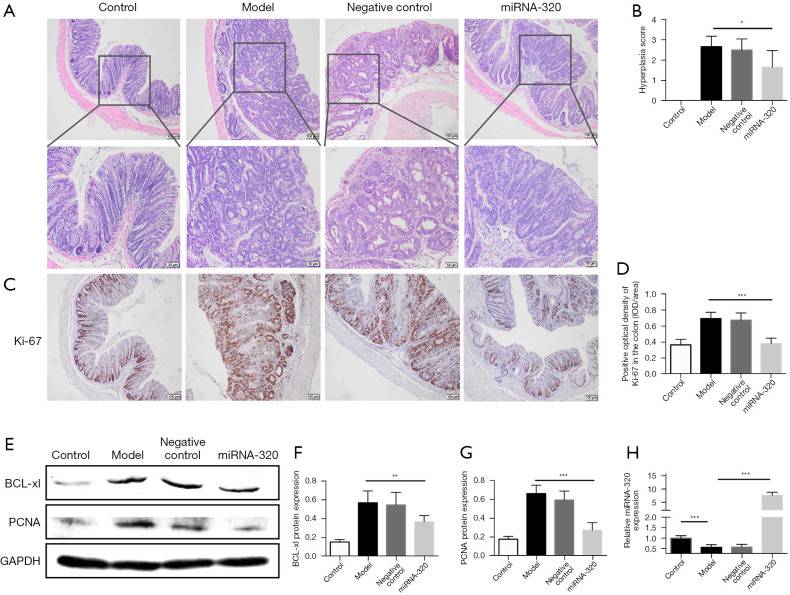 A
Control
Model
Negative control
miRNA-320
B
Hyperplasia score
4
3
2
1
0
*
Control
Model
Negative
control
miRNA-320
C
Ki-67
D
Positive optical density of
Ki-67 in the colon (IOD/area)
1.0
0.8
0.6
0.4
0.2
0.0
***
Control
Model
Negative
control
miRNA-320
E
Control
Model
Negative
control
miRNA-320
BCL-xl
PCNA
GAPDH
F
BCL-xl protein expression
0.8
0.6
0.4
0.2
0.0
**
Control
Model
Negative
control
miRNA-320
G
PCNA protein expression
0.8
0.6
0.4
0.2
0.0
***
Control
Model
Negative
control
miRNA-320
H
Relative miRNA-320
expression
15
10
5
2.0
1.5
1.0
0.5
***
***
Control
Model
Negative
control
miRNA-320